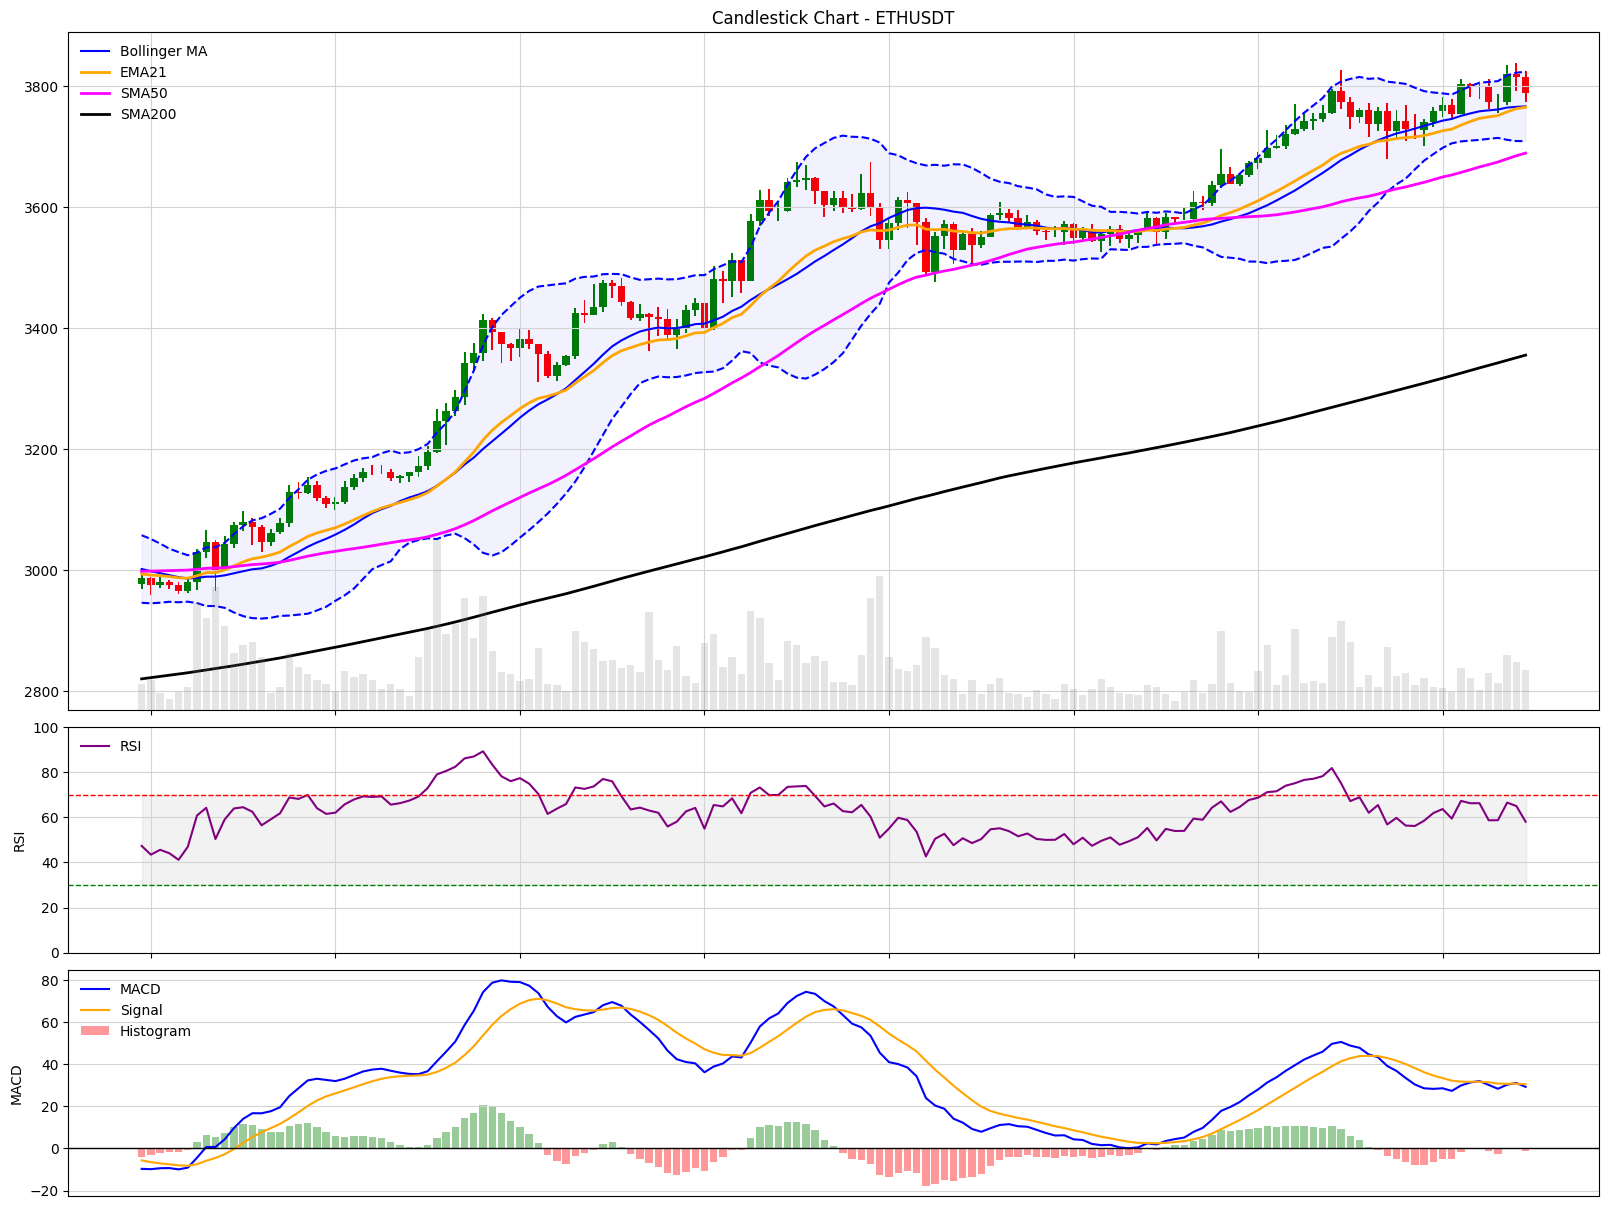 Candlestick Chart - ETHUSDT
Bollinger MA
EMA21
SMA50
SMA200
3800
3600
3400
3200
3000
2800
RSI
100
80
60
40
20
0
RSI
MACD
Signal
Histogram
80
60
40
20
0
−20
MACD